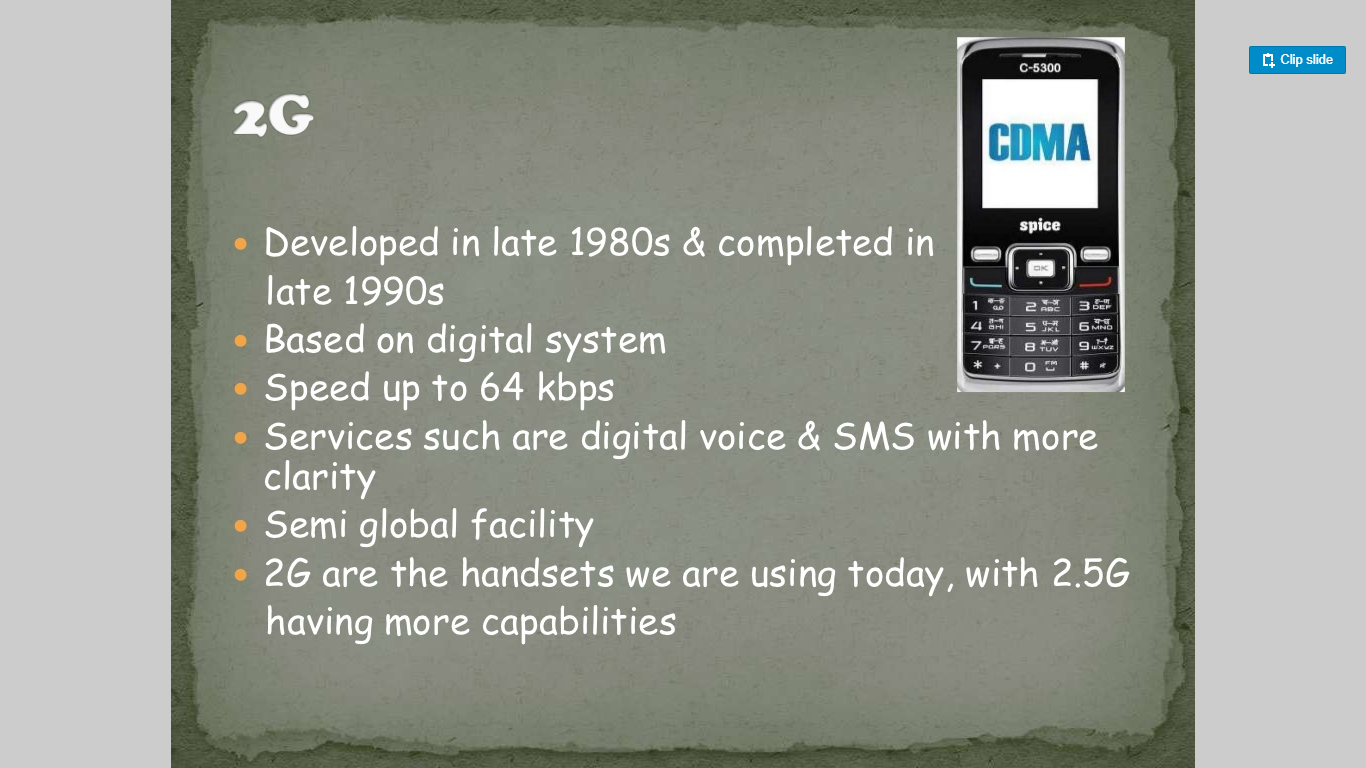 Clip slide
2G
C-5300
CDMA
spice
OK
Developed in late 1980s & completed in
late 1990s
Based on digital system
Speed up to 64 kbps
Services such are digital voice & SMS with more
clarity
Semi global facility
2G are the handsets we are using today, with 2.5G
having more capabilities
1
2 ABC
3 DEF
4 GHI
5 JKL
6 MNO
7 PQRS
8 TUV
9 WXYZ
* +
0
#